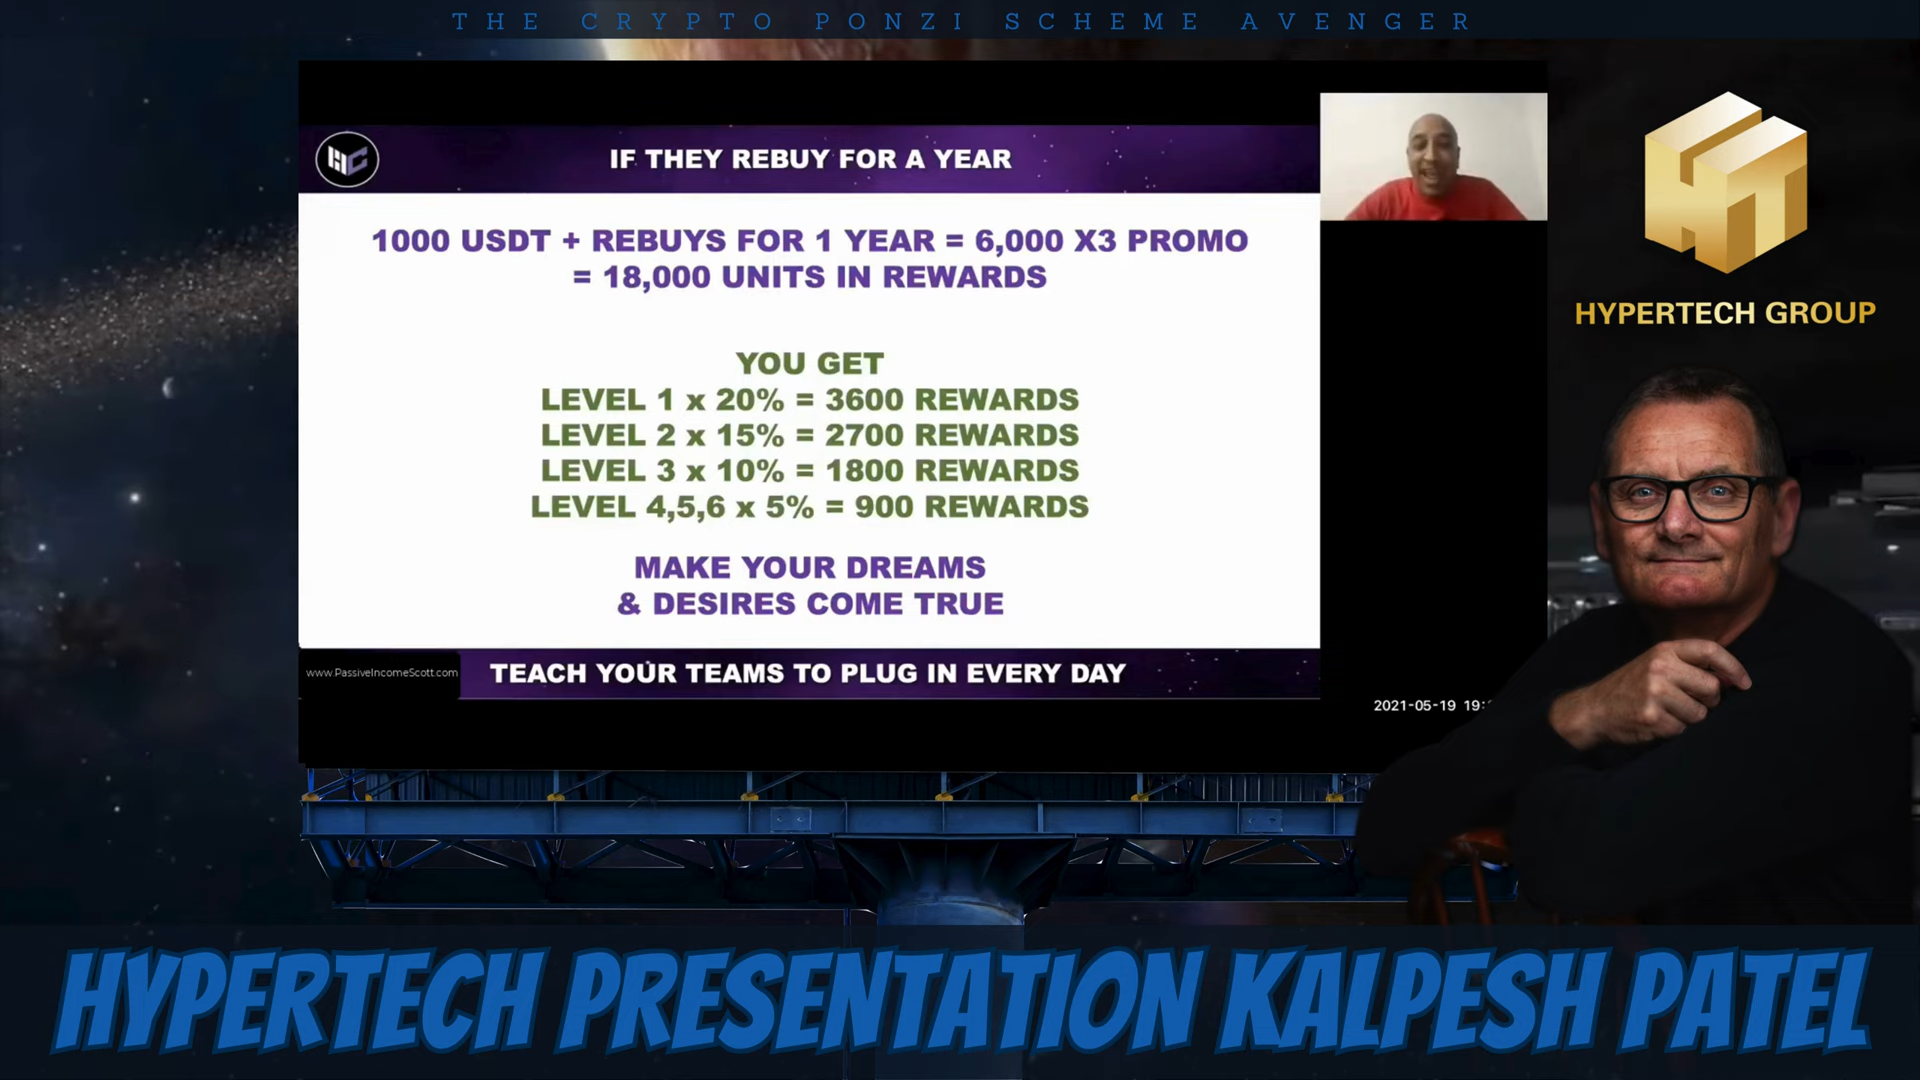 THE CRYPTO PONZI SCHEME AVENGER
HC
IF THEY REBUY FOR A YEAR
1000 USDT + REBUYS FOR 1 YEAR = 6,000 X3 PROMO
= 18,000 UNITS IN REWARDS
YOU GET
LEVEL 1 x 20% = 3600 REWARDS
LEVEL 2 x 15% = 2700 REWARDS
LEVEL 3 x 10% = 1800 REWARDS
LEVEL 4,5,6 x 5% = 900 REWARDS
MAKE YOUR DREAMS
& DESIRES COME TRUE
www.PassiveIncomeScott.com
TEACH YOUR TEAMS TO PLUG IN EVERY DAY
2021-05-19 19:
HT
HYPERTECH GROUP
HYPERTECH PRESENTATION KALPESH PATEL